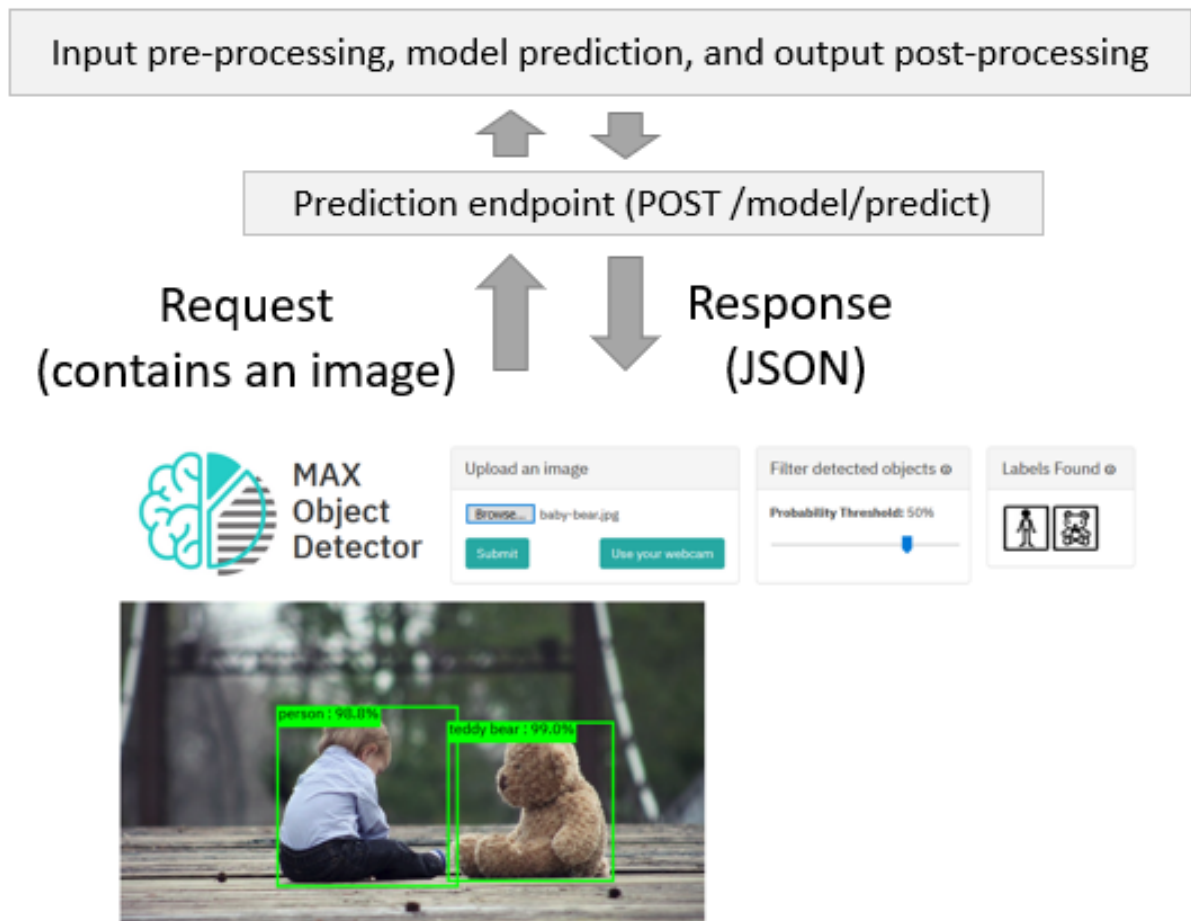 Input pre-processing, model prediction, and output post-processing
Prediction endpoint (POST /model/predict)
Request
(contains an image)
Response
(JSON)
MAX
Object
Detector
Upload an image
Browse... baby-bear.jpg
Submit
Use your webcam
Filter detected objects
Probability Threshold: 50%
Labels Found
person : 98.8%
teddy bear : 99.0%